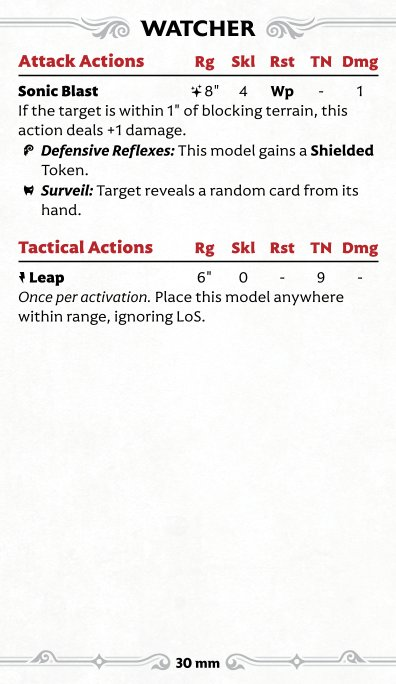 WATCHER
Attack Actions Rg Skl Rst TN Dmg
Sonic Blast 8" 4 Wp - 1
If the target is within 1" of blocking terrain, this
action deals +1 damage.
Defensive Reflexes: This model gains a Shielded
Token.
Surveil: Target reveals a random card from its
hand.
Tactical Actions Rg Skl Rst TN Dmg
Leap 6" 0 - 9 -
Once per activation. Place this model anywhere
within range, ignoring LoS.
30 mm